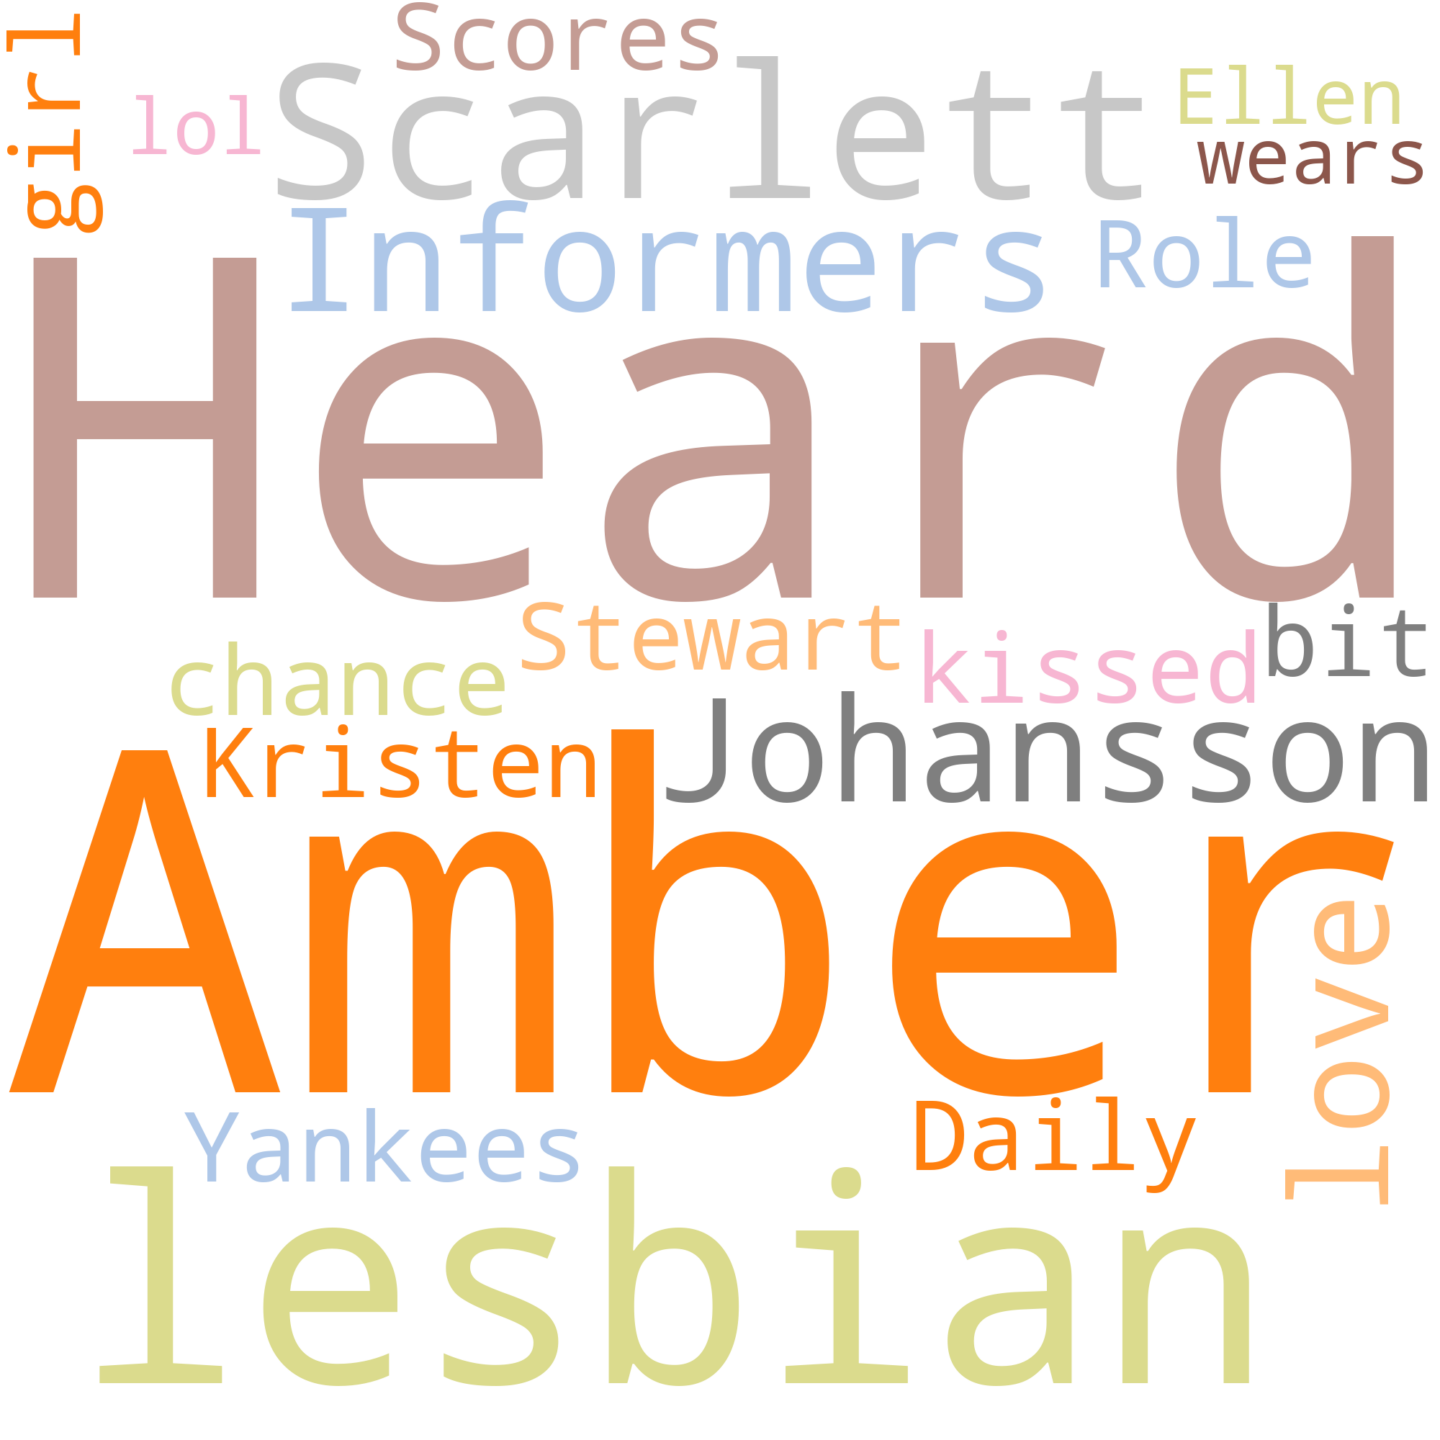 girl
Scores
lol
Scarlett
Ellen
wears
Informers
Role
Heard
Stewart
bit
chance
kissed
Kristen
Johansson
Amber
love
Yankees
Daily
lesbian